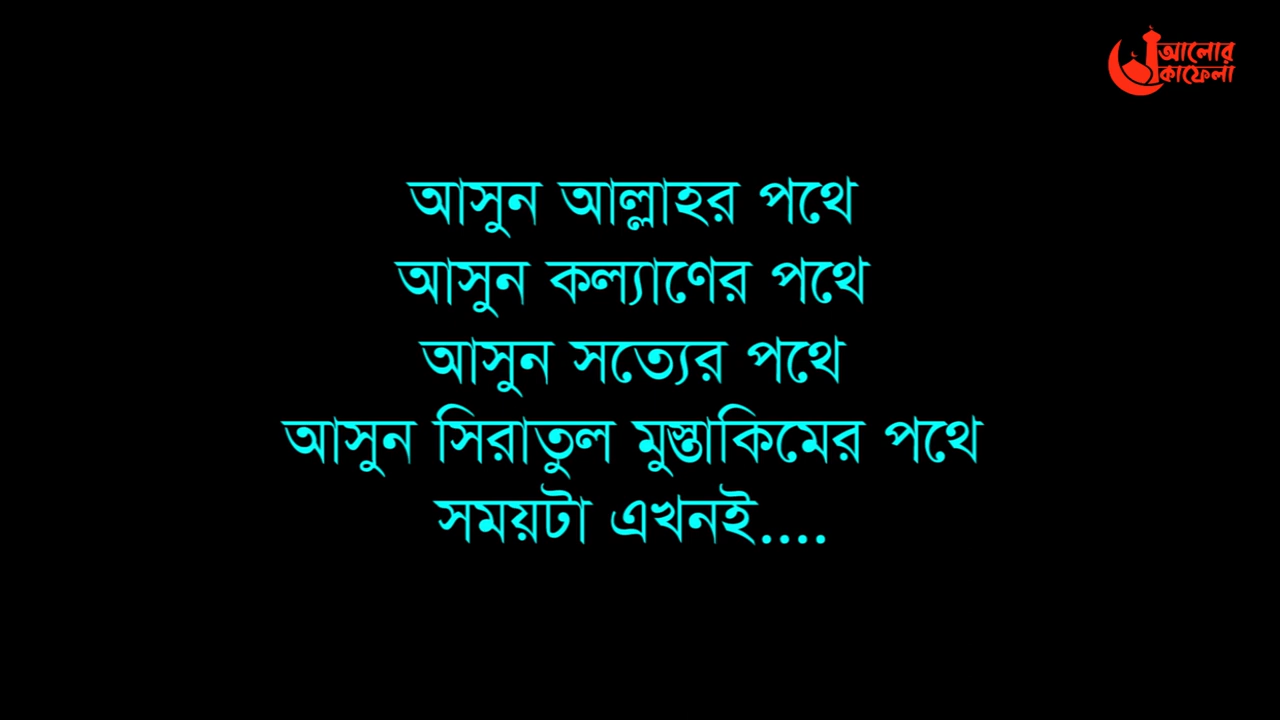 আলোর
কাফেলা
আসুন আল্লাহর পথে
আসুন কল্যাণের পথে
আসুন সত্যের পথে
আসুন সিরাতুল মুস্তাকিমের পথে
সময়টা এখনই....